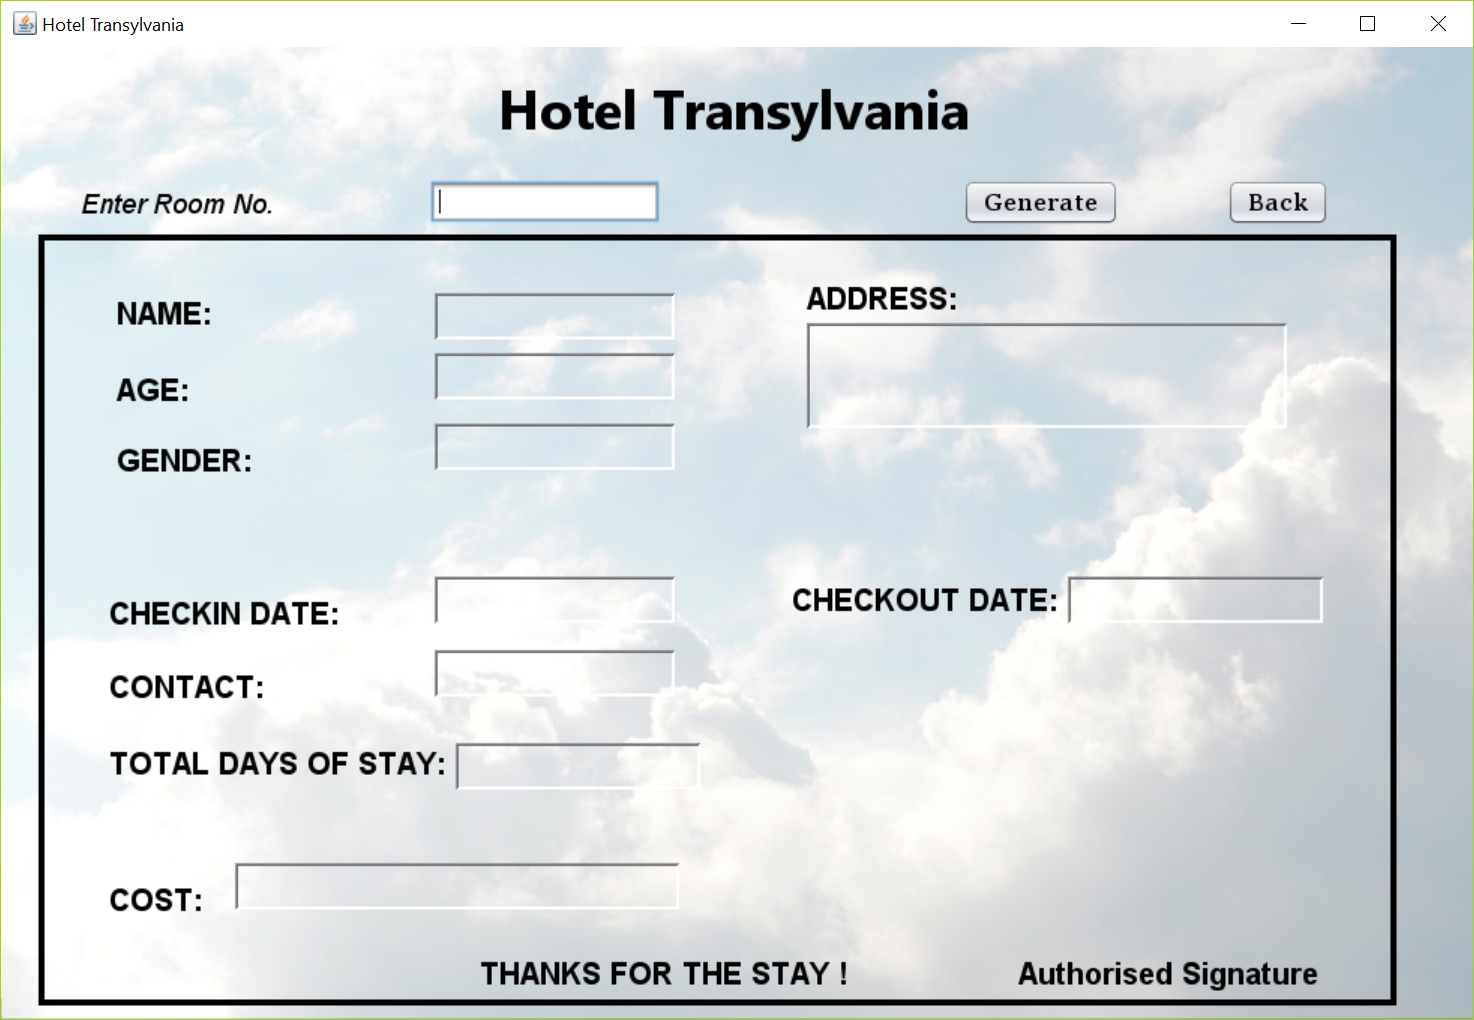 Hotel Transylvania
Hotel Transylvania
Enter Room No.
Generate
Back
NAME:
ADDRESS:
AGE:
GENDER:
CHECKIN DATE:
CHECKOUT DATE:
CONTACT:
TOTAL DAYS OF STAY:
COST:
THANKS FOR THE STAY !
Authorised Signature